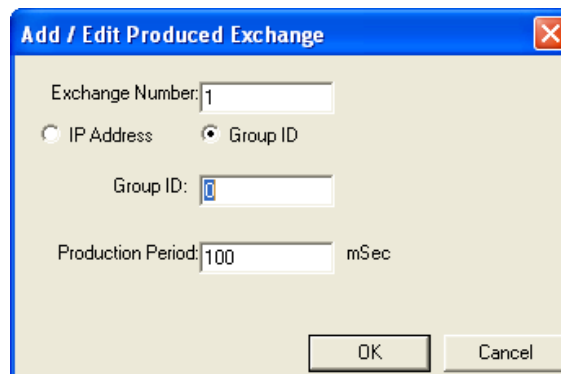 Add / Edit Produced Exchange
Exchange Number: 1
IP Address Group ID
Group ID: 0
Production Period: 100 mSec
OK Cancel